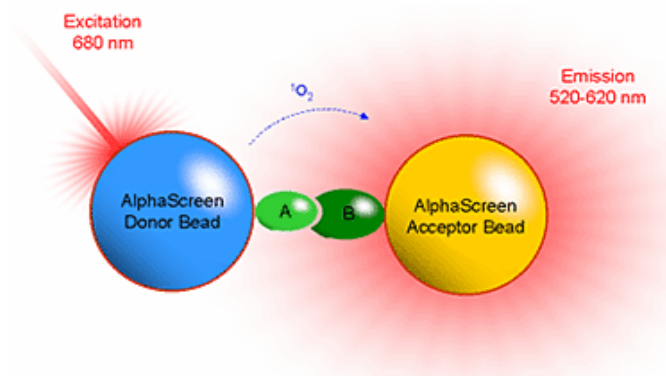 Excitation
680 nm
¹O₂
Emission
520-620 nm
AlphaScreen
Donor Bead
A
B
AlphaScreen
Acceptor Bead